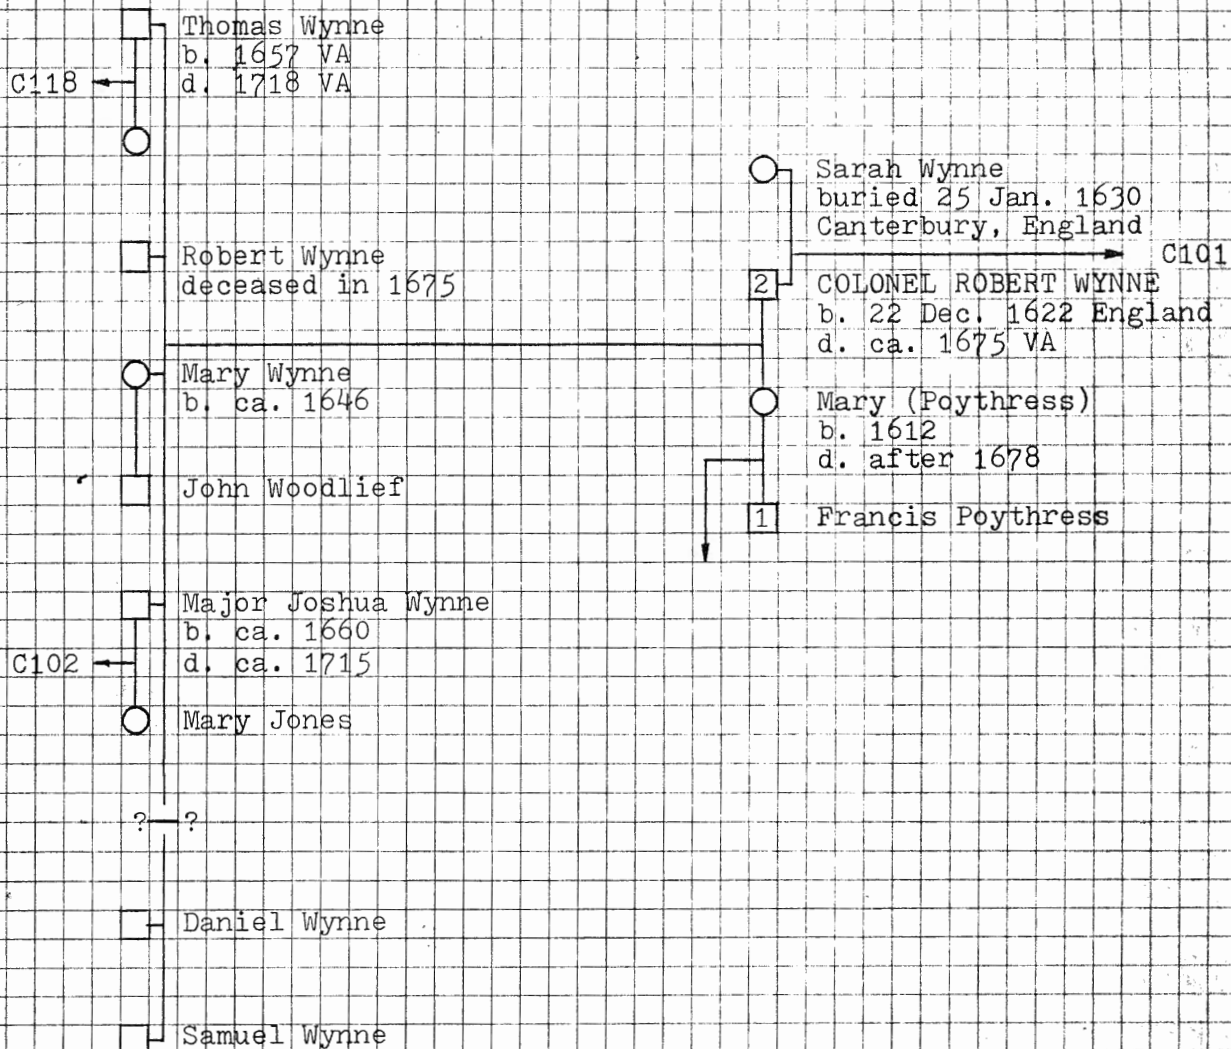 Thomas Wynne
b. 1657 VA
C118
d. 1718 VA
Robert Wynne
deceased in 1675
Mary Wynne
b. ca. 1646
John Woodlief
Major Joshua Wynne
b. ca. 1660
C102
d. ca. 1715
Mary Jones
? ?
Daniel Wynne
Samuel Wynne
Sarah Wynne
buried 25 Jan. 1630
Canterbury, England
C101
2
COLONEL ROBERT WYNNE
b. 22 Dec. 1622 England
d. ca. 1675 VA
Mary (Poythress)
b. 1612
d. after 1678
1
Francis Poythress